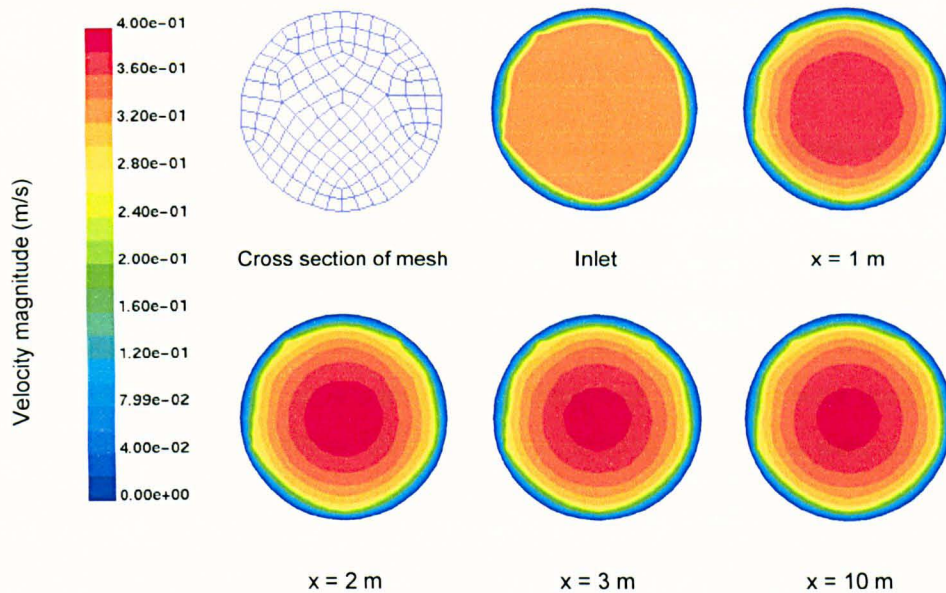 Velocity magnitude (m/s)
4.00e−01
3.60e−01
3.20e−01
2.80e−01
2.40e−01
2.00e−01
1.60e−01
1.20e−01
7.99e−02
4.00e−02
0.00e+00
Cross section of mesh
Inlet
x = 1 m
x = 2 m
x = 3 m
x = 10 m